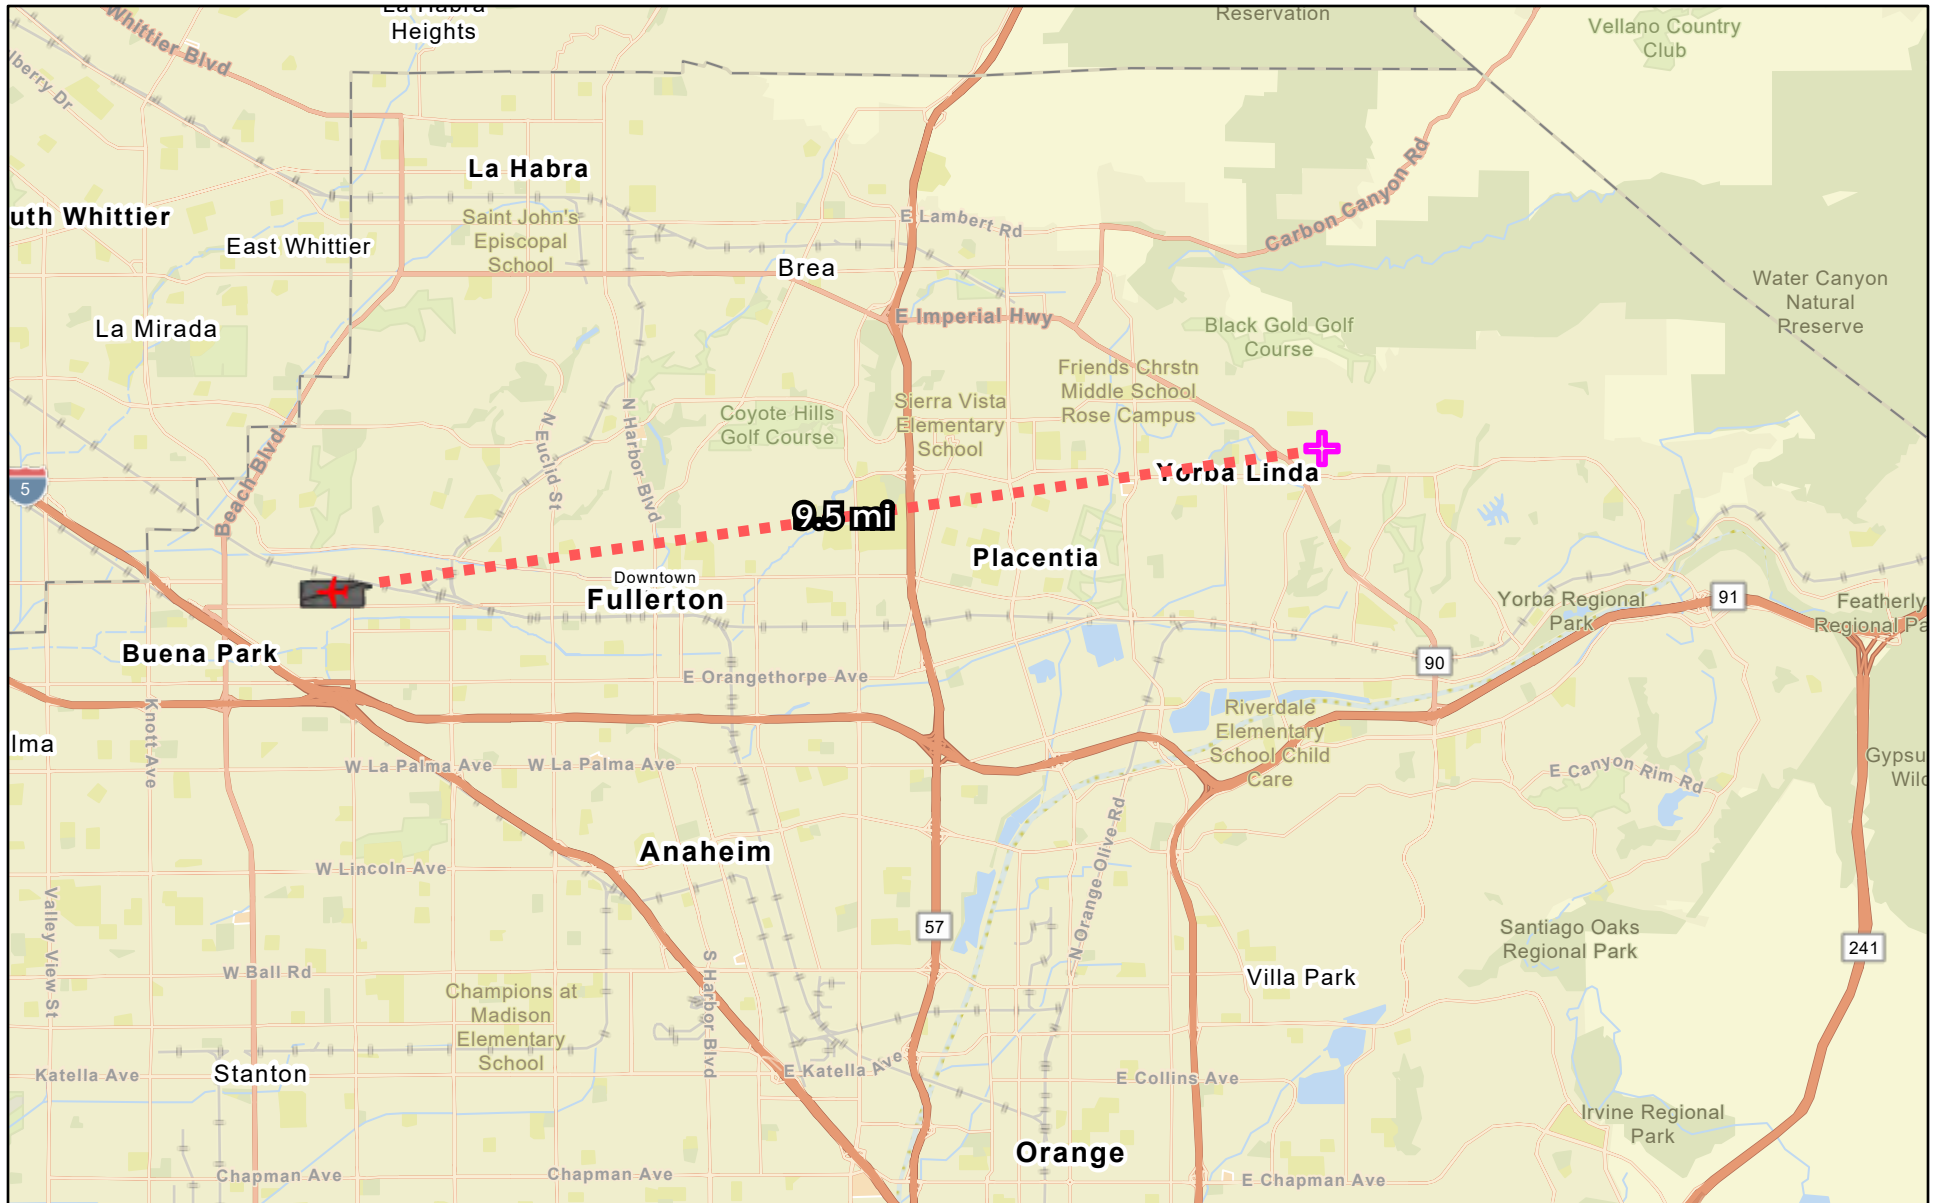 La Habra
Heights
Reservation
Vellano Country
Club
Whittier Blvd
lberry Dr
La Habra
uth Whittier
East Whittier
Saint John's
Episcopal
School
E Lambert Rd
Carbon Canyon Rd
Brea
Water Canyon
Natural
Rreserve
La Mirada
E Imperial Hwy
Black Gold Golf
Course
Friends Chrstn
Middle School
Rose Campus
Coyote Hills
Golf Course
Sierra Vista
Elementary
School
N Euclid St
N Harbor Blvd
Beach Blvd
5
Yorba Linda
9.5 mi
Placentia
Downtown
Fullerton
Yorba Regional
Park
91
Featherly
Regional Pa
Buena Park
90
E Orangethorpe Ave
Knott Ave
Riverdale
Elementary
School Child
Care
lma
W La Palma Ave
W La Palma Ave
E Canyon Rim Rd
Gypsu
Wild
N Orange-Olive Rd
Anaheim
W Lincoln Ave
Valley View St
57
Santiago Oaks
Regional Park
241
W Ball Rd
S Harbor Blvd
Villa Park
Champions at
Madison
Elementary
School
Katella Ave
Stanton
E Katella Ave
E Collins Ave
Irvine Regional
Park
Orange
Chapman Ave
Chapman Ave
E Chapman Ave